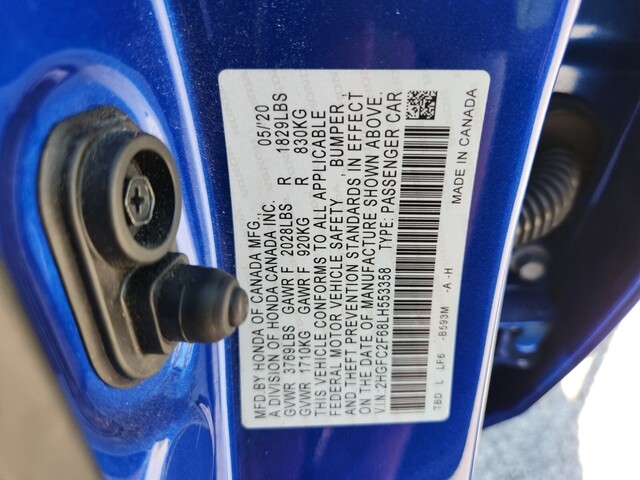 MFD.BY HONDA OF CANADA MFG., 05/'20
A DIVISION OF HONDA CANADA INC.
GVWR 3769LBS GAWR F 2028LBS R 1829LBS
GVWR 1710KG GAWR F 920KG R 830KG
THIS VEHICLE CONFORMS TO ALL APPLICABLE
FEDERAL MOTOR VEHICLE SAFETY , BUMPER ,
AND THEFT PREVENTION STANDARDS IN EFFECT
ON THE DATE OF MANUFACTURE SHOWN ABOVE.
V.I.N. 2HGFC2F68LH553358 TYPE: PASSENGER CAR
TBD L LF6 -B593M -A -H MADE IN CANADA